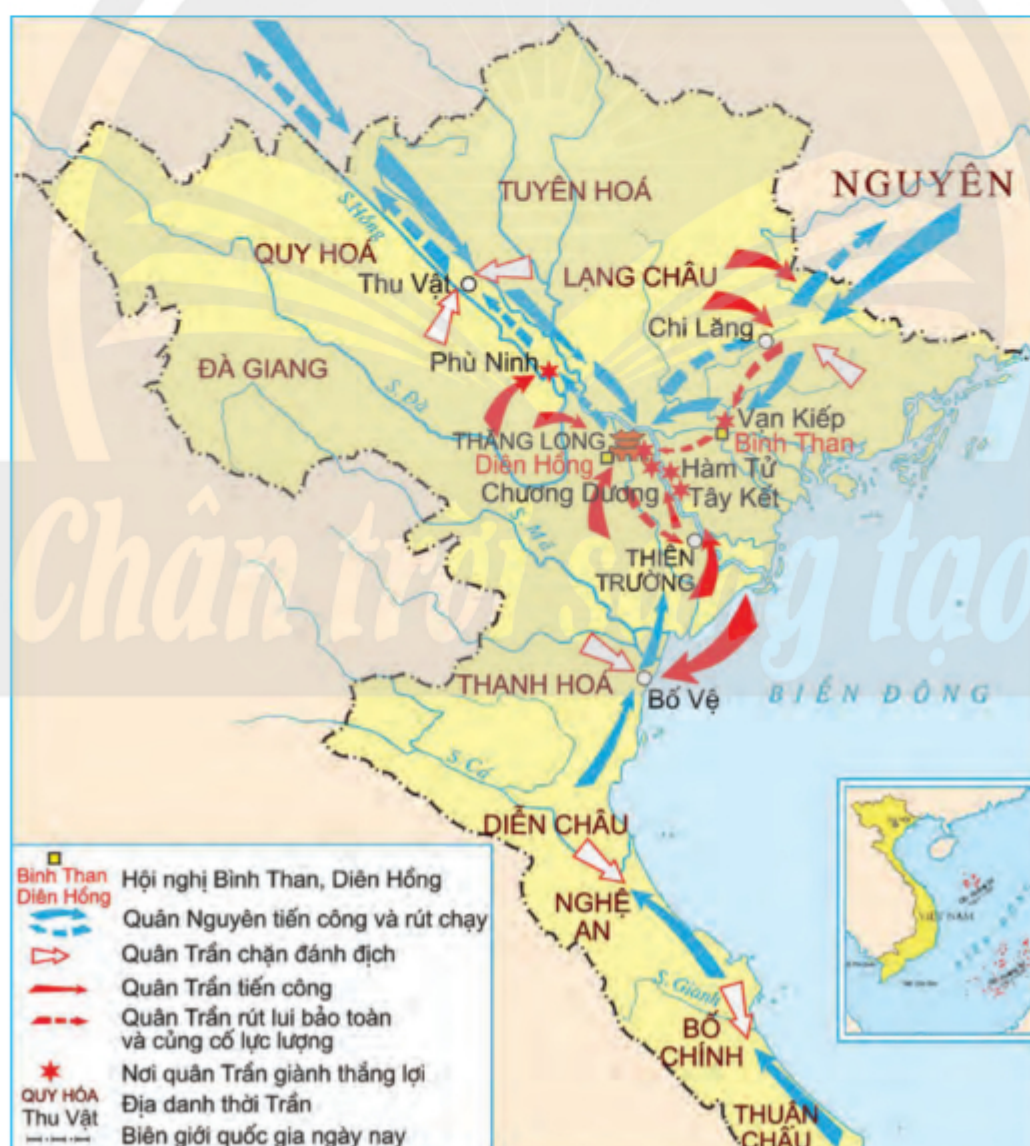 NGUYÊN
TUYÊN HOÁ
S.Hồng
QUY HOÁ
LẠNG CHÂU
Thu Vật
Chi Lăng
Phù Ninh
ĐÀ GIANG
S.Đà
Vạn Kiếp
Bình Than
THĂNG LONG
Diên Hồng
Hàm Tử
Chương Dương
Tây Kết
S. Mã
THIÊN
TRƯỜNG
Chân trời sáng tạo
THANH HOÁ
Bố Vệ
BIỂN ĐÔNG
S.Cả
DIỄN CHÂU
NGHỆ
AN
S. Gianh
BỐ
CHÍNH
THUẬN
CHÂU
VIỆT NAM
Bình Than
Diên Hồng
Hội nghị Bình Than, Diên Hồng
Quân Nguyên tiến công và rút chạy
Quân Trần chặn đánh địch
Quân Trần tiến công
Quân Trần rút lui bảo toàn
và củng cố lực lượng
Nơi quân Trần giành thắng lợi
QUY HÓA
Thu Vật
Địa danh thời Trần
Biên giới quốc gia ngày nay